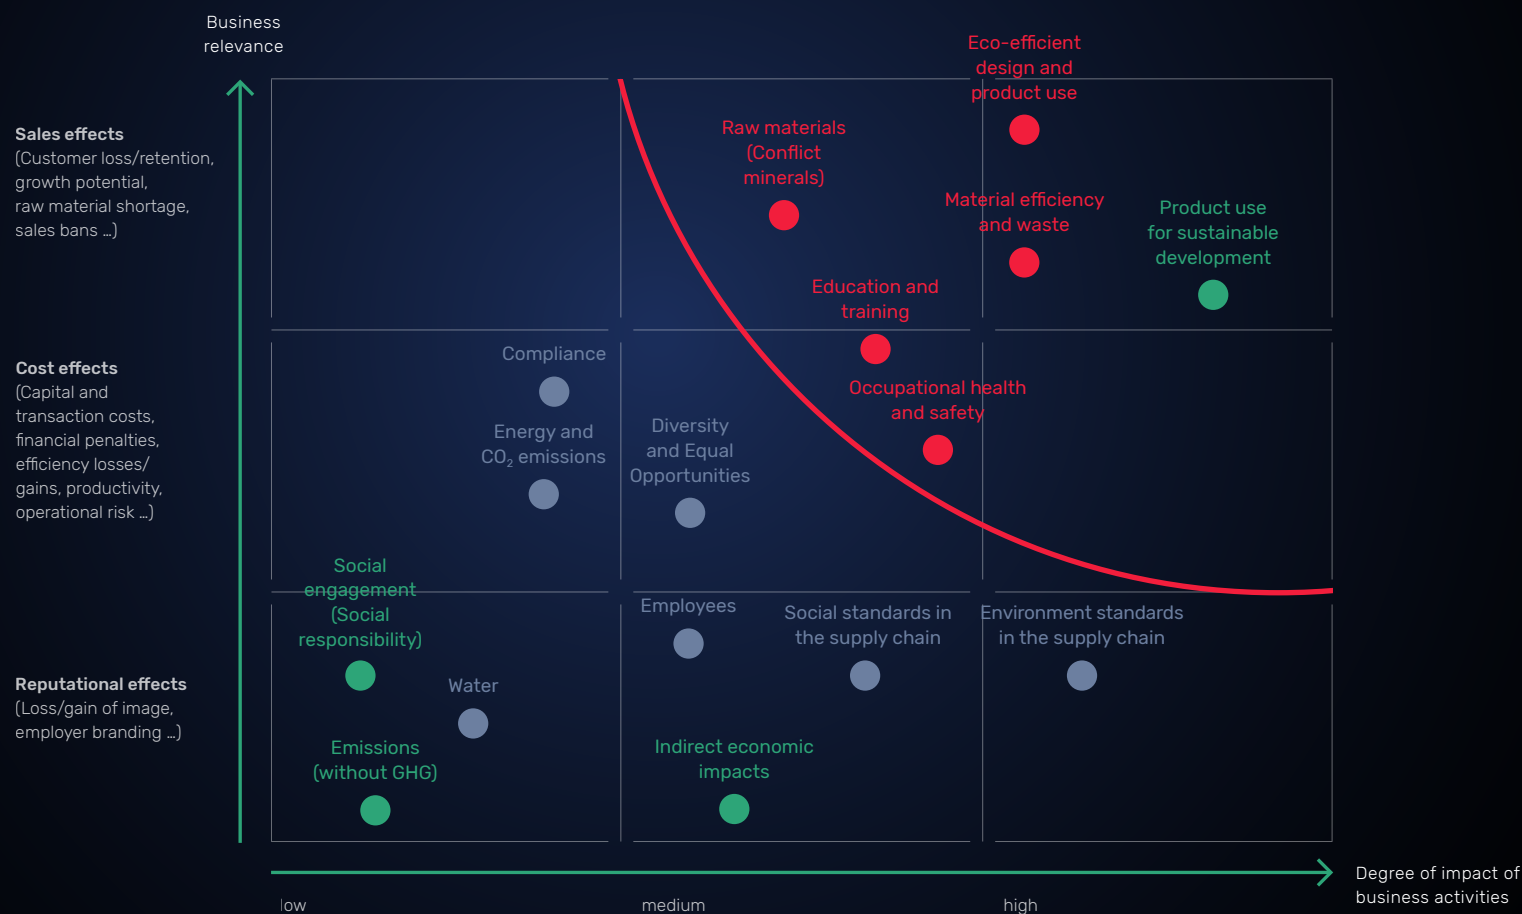 Business
relevance
Sales effects
(Customer loss/retention,
growth potential,
raw material shortage,
sales bans ...)
Cost effects
(Capital and
transaction costs,
financial penalties,
efficiency losses/
gains, productivity,
operational risk ...)
Reputational effects
(Loss/gain of image,
employer branding ...)
Eco-efficient
design and
product use
Raw materials
(Conflict
minerals)
Material efficiency
and waste
Product use
for sustainable
development
Education and
training
Compliance
Occupational health
and safety
Energy and
CO₂ emissions
Diversity
and Equal
Opportunities
Social
engagement
(Social
responsibility)
Employees
Social standards in
the supply chain
Environment standards
in the supply chain
Water
Emissions
(without GHG)
Indirect economic
impacts
low
medium
high
Degree of impact of
business activities